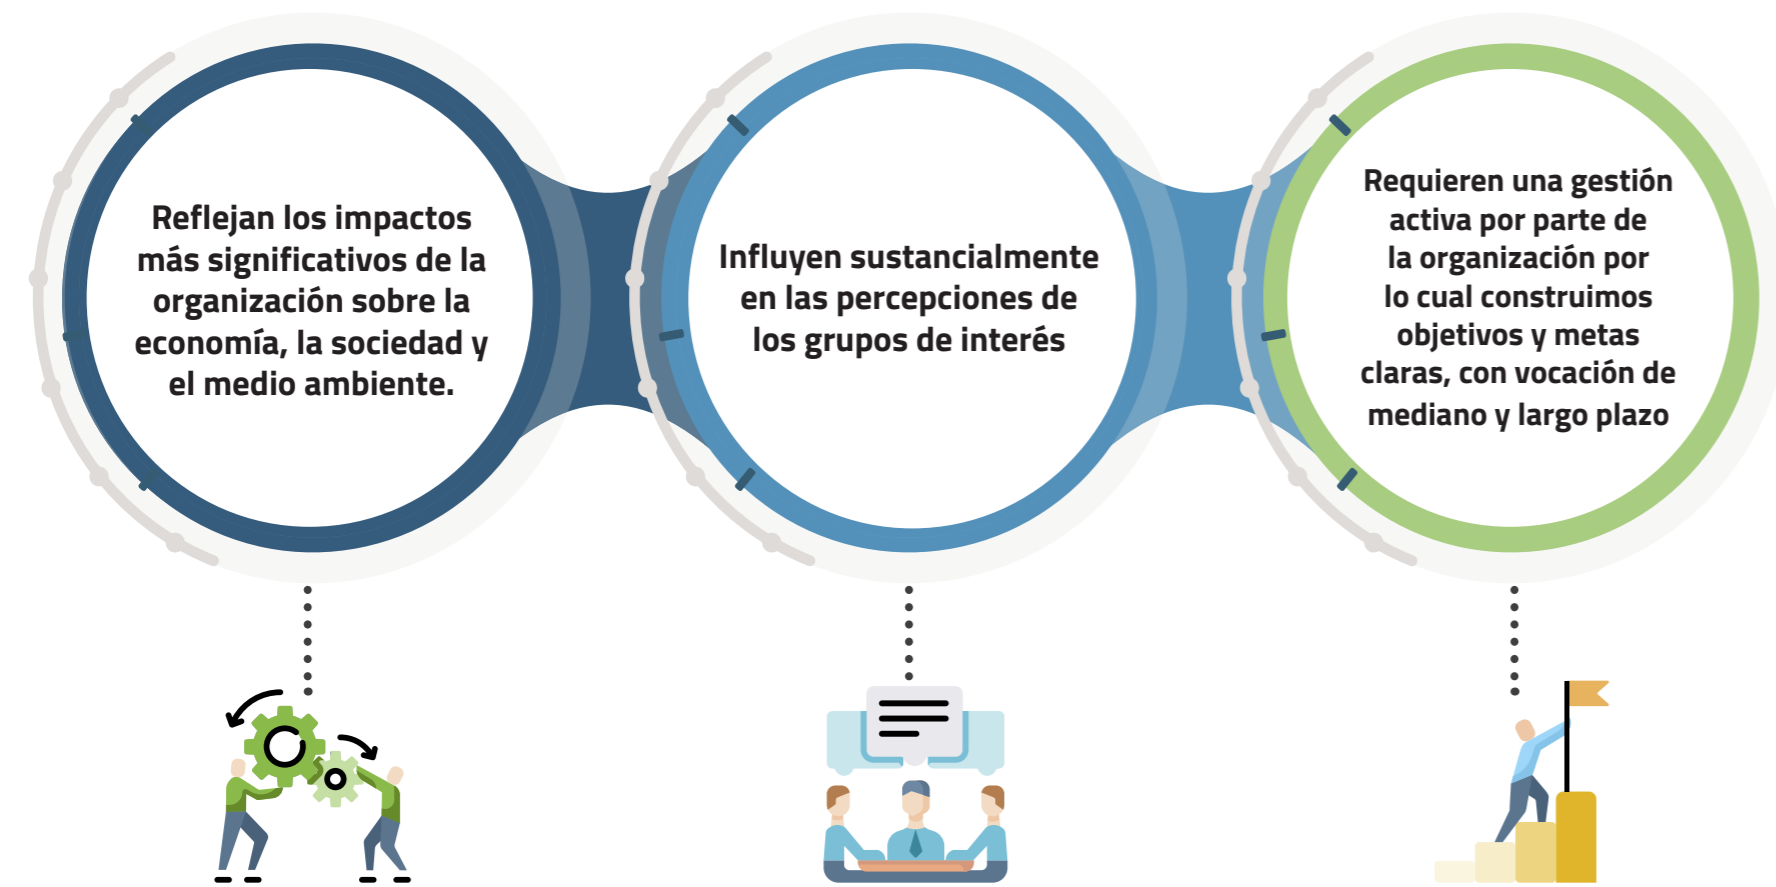 Reflejan los impactos
más significativos de la
organización sobre la
economía, la sociedad y
el medio ambiente.
Influyen sustancialmente
en las percepciones de
los grupos de interés
Requieren una gestión
activa por parte de
la organización por
lo cual construimos
objetivos y metas
claras, con vocación de
mediano y largo plazo